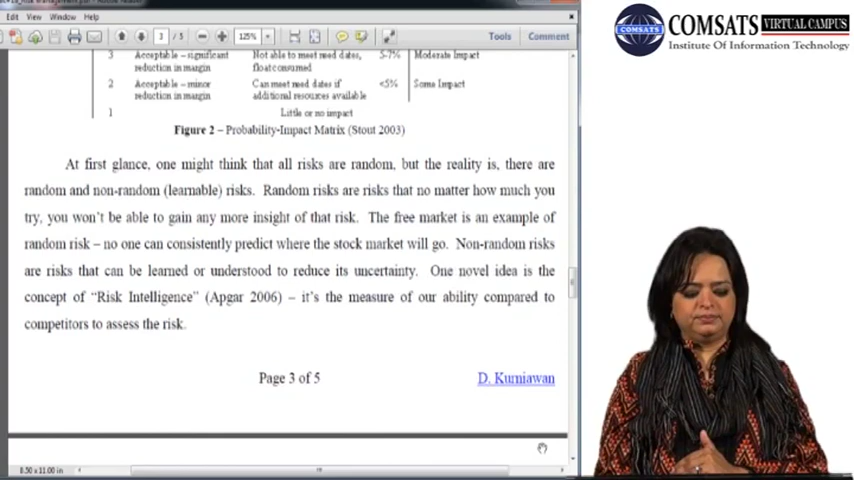 COMSATS VIRTUAL CAMPUS
Institute Of Information Technology
COMSATS
Edit View Window Help
3 / 5 125% Tools Comment
3 Acceptable – significant reduction in margin Not able to meet need dates, float consumed 5-7% Moderate Impact
2 Acceptable – minor reduction in margin Can meet need dates if additional resources available <5% Some Impact
1 Little or no impact
Figure 2 – Probability-Impact Matrix (Stout 2003)
At first glance, one might think that all risks are random, but the reality is, there are
random and non-random (learnable) risks. Random risks are risks that no matter how much you
try, you won't be able to gain any more insight of that risk. The free market is an example of
random risk – no one can consistently predict where the stock market will go. Non-random risks
are risks that can be learned or understood to reduce its uncertainty. One novel idea is the
concept of “Risk Intelligence” (Apgar 2006) – it's the measure of our ability compared to
competitors to assess the risk.
Page 3 of 5 D. Kurniawan
8.50 x 11.00 in